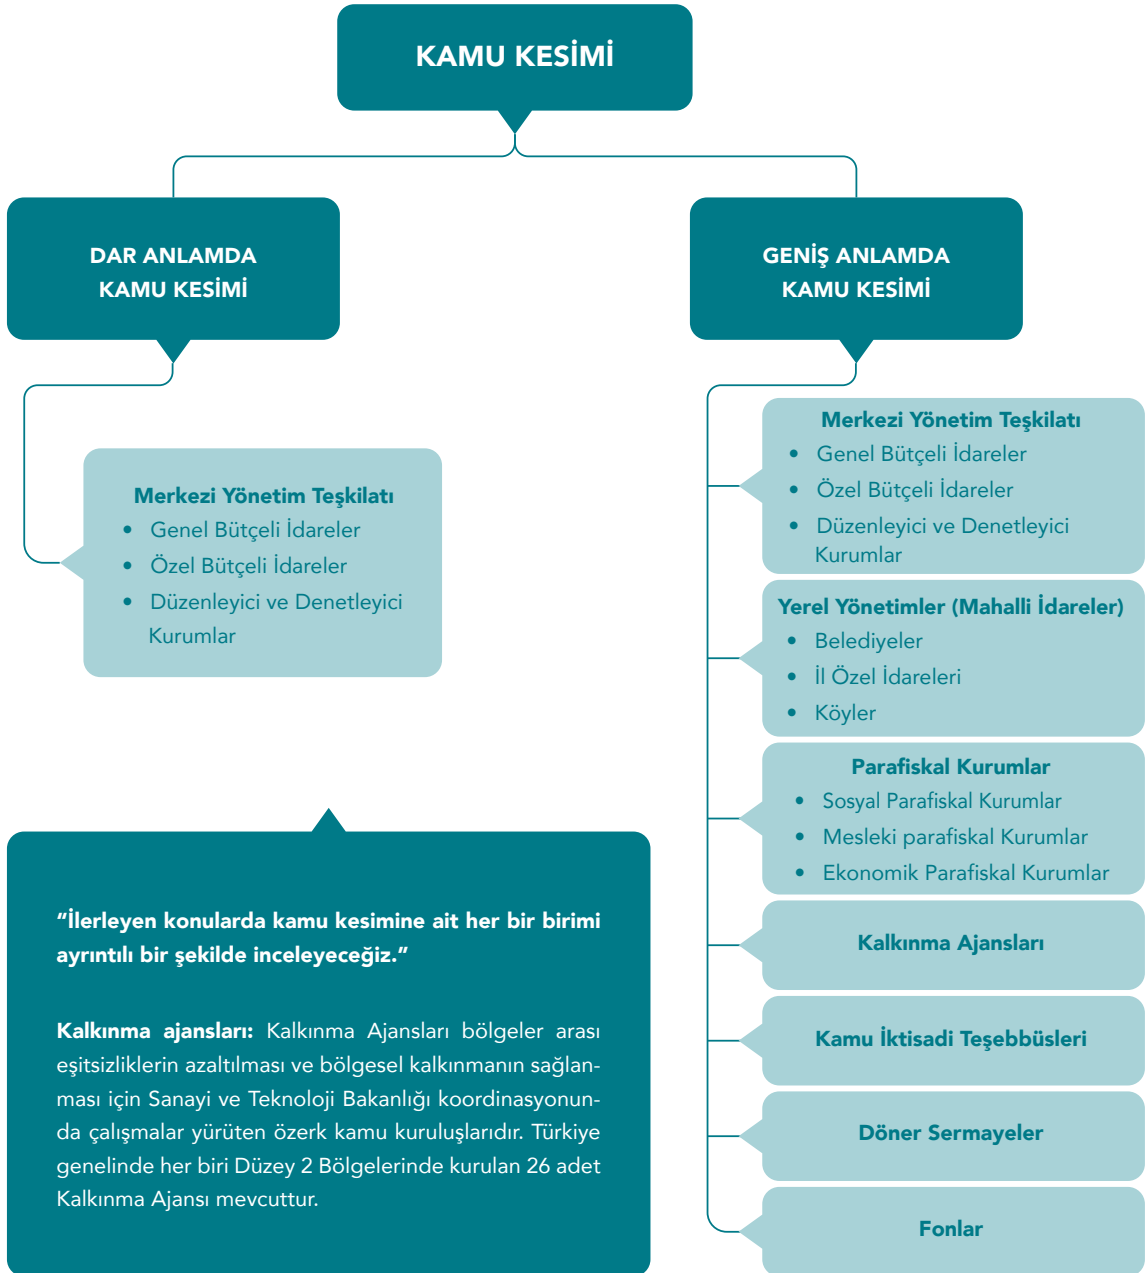 KAMU KESİMİ
DAR ANLAMDA
KAMU KESİMİ
GENİŞ ANLAMDA
KAMU KESİMİ
Merkezi Yönetim Teşkilatı
• Genel Bütçeli İdareler
• Özel Bütçeli İdareler
• Düzenleyici ve Denetleyici
Kurumlar
Merkezi Yönetim Teşkilatı
• Genel Bütçeli İdareler
• Özel Bütçeli İdareler
• Düzenleyici ve Denetleyici
Kurumlar
Yerel Yönetimler (Mahalli İdareler)
• Belediyeler
• İl Özel İdareleri
• Köyler
Parafiskal Kurumlar
• Sosyal Parafiskal Kurumlar
• Mesleki parafiskal Kurumlar
• Ekonomik Parafiskal Kurumlar
Kalkınma Ajansları
Kamu İktisadi Teşebbüsleri
Döner Sermayeler
Fonlar
"İlerleyen konularda kamu kesimine ait her bir birimi
ayrıntılı bir şekilde inceleyeceğiz."
Kalkınma ajansları: Kalkınma Ajansları bölgeler arası
eşitsizliklerin azaltılması ve bölgesel kalkınmanın sağlan-
ması için Sanayi ve Teknoloji Bakanlığı koordinasyonun-
da çalışmalar yürüten özerk kamu kuruluşlarıdır. Türkiye
genelinde her biri Düzey 2 Bölgelerinde kurulan 26 adet
Kalkınma Ajansı mevcuttur.